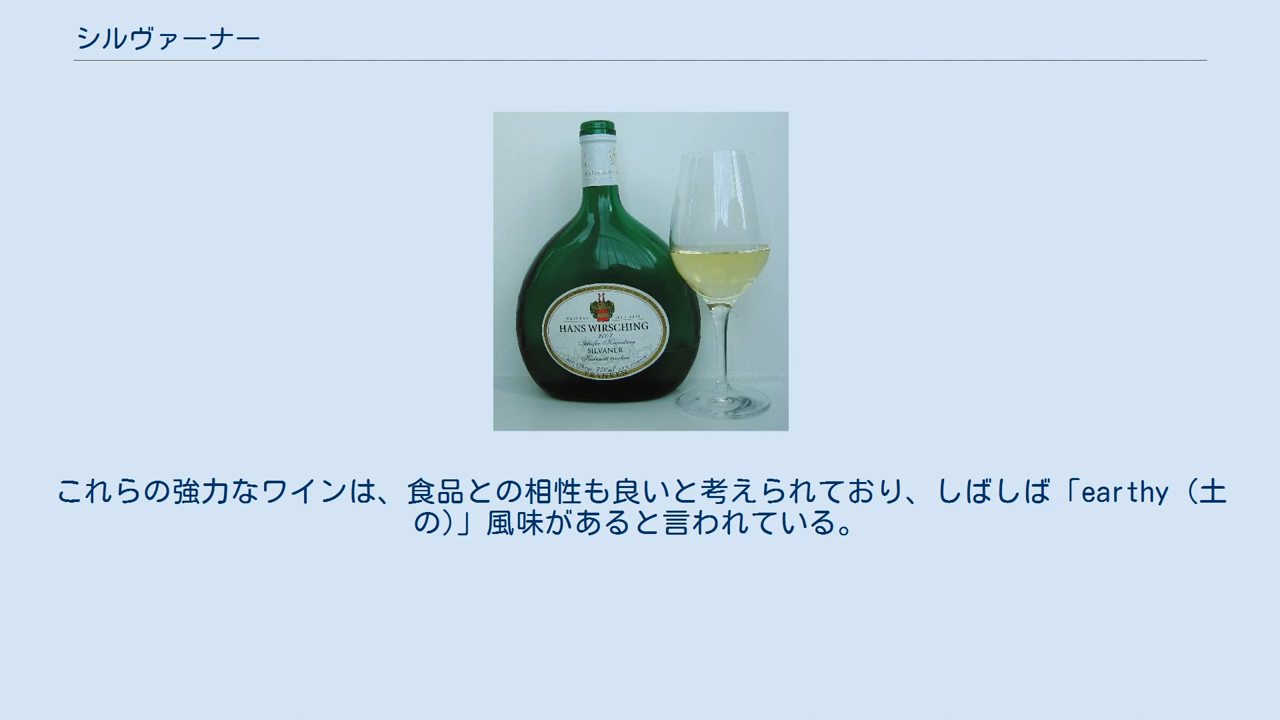 シルヴァーナー
HANS WIRSCHING
SILVANER
Kabinett trocken
FRANKEN
これらの強力なワインは、食品との相性も良いと考えられており、しばしば「earthy（土
の）」風味があると言われている。